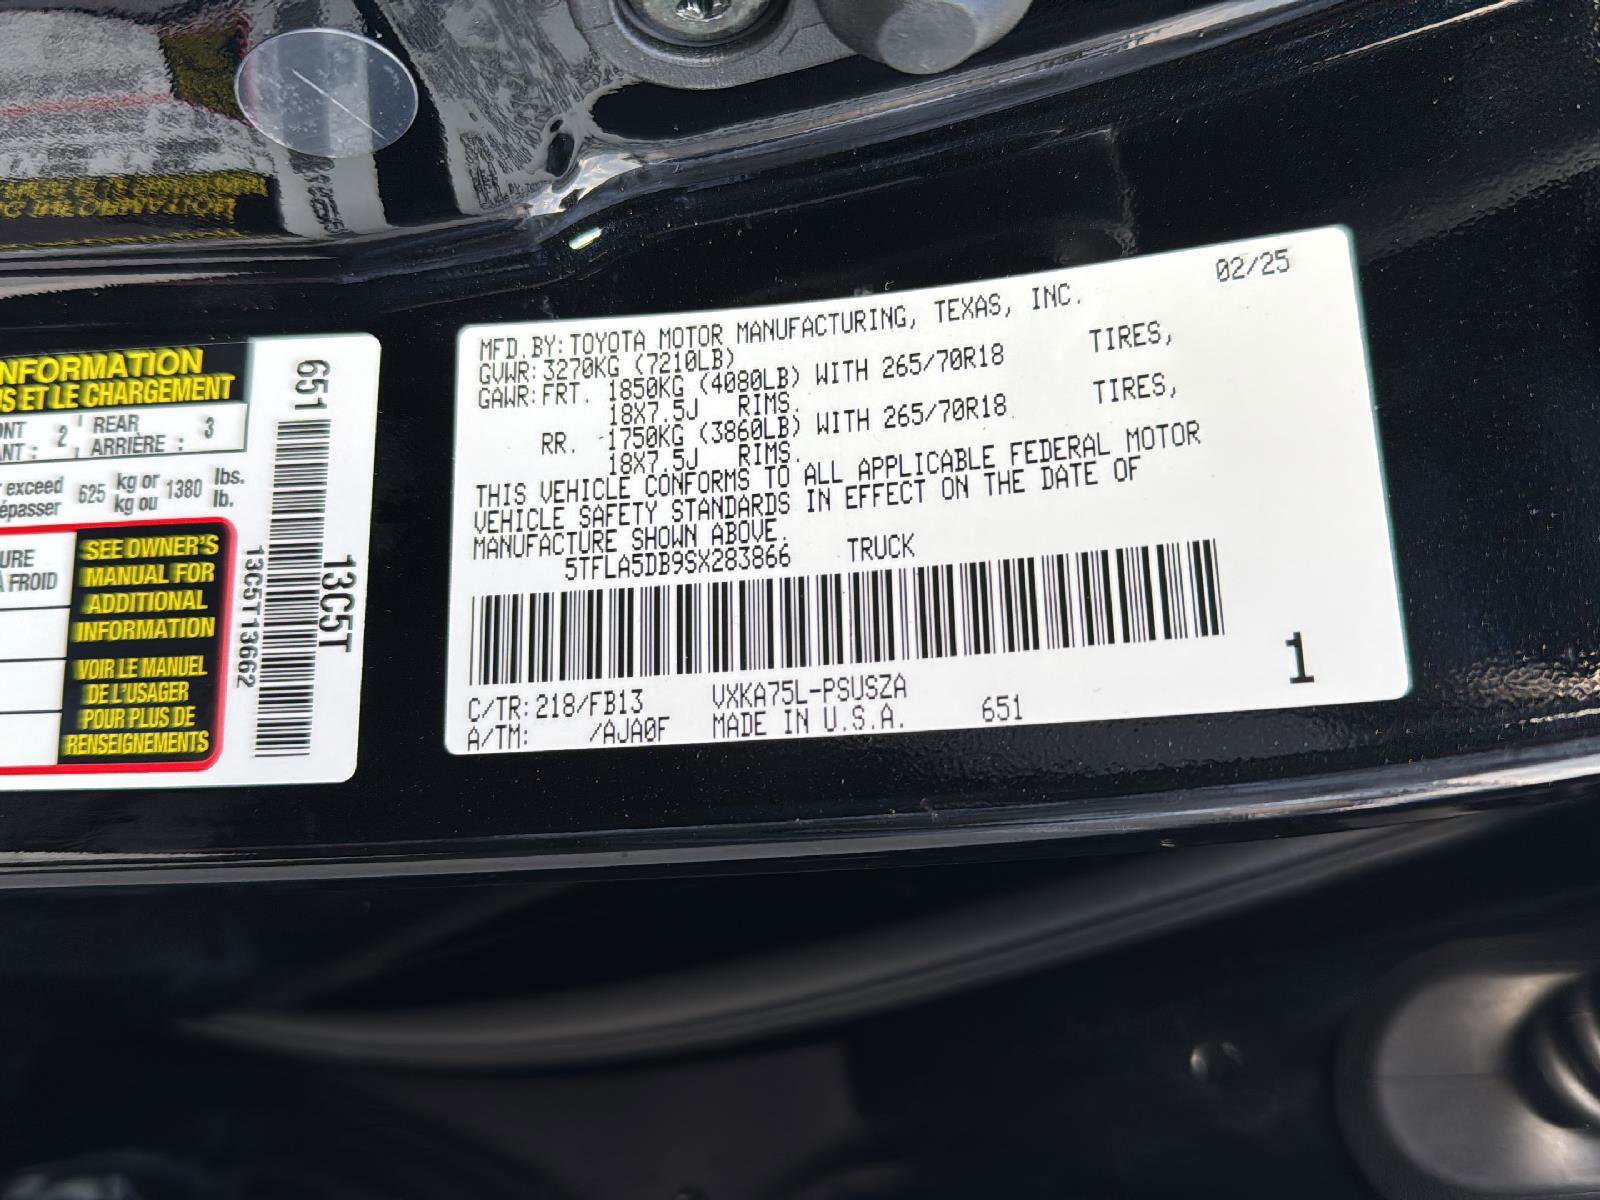 NFORMATION
US ET LE CHARGEMENT
ONT 2 REAR 3
ANT : ARRIÈRE :
exceed 625 kg or 1380 lbs.
épasser kg ou lb.
URE
À FROID
SEE OWNER'S
MANUAL FOR
ADDITIONAL
INFORMATION
VOIR LE MANUEL
DE L'USAGER
POUR PLUS DE
RENSEIGNEMENTS
651
13C5T13662
13C5T
02/25
MFD.BY:TOYOTA MOTOR MANUFACTURING, TEXAS, INC.
GVWR:3270KG (7210LB)
GAWR:FRT. 1850KG (4080LB) WITH 265/70R18 TIRES,
18X7.5J RIMS.
RR. 1750KG (3860LB) WITH 265/70R18 TIRES,
18X7.5J RIMS.
THIS VEHICLE CONFORMS TO ALL APPLICABLE FEDERAL MOTOR
VEHICLE SAFETY STANDARDS IN EFFECT ON THE DATE OF
MANUFACTURE SHOWN ABOVE.
5TFLA5DB9SX283866 TRUCK
C/TR:218/FB13 VXKA75L-PSUSZA
A/TM: /AJA0F MADE IN U.S.A. 651
1